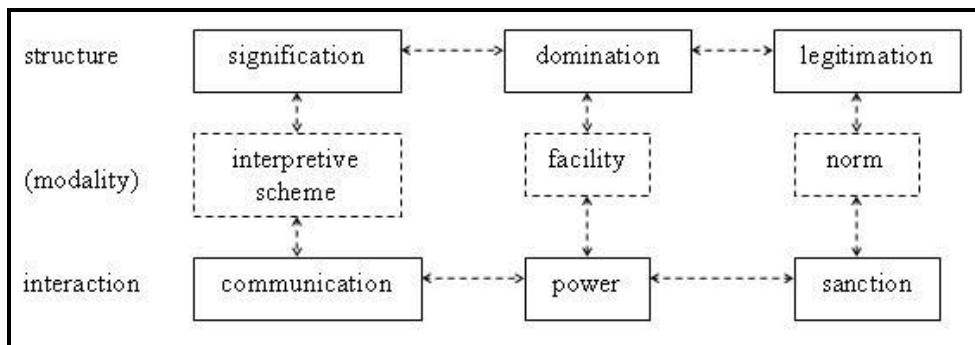 structure signification domination legitimation
(modality) interpretive scheme facility norm
interaction communication power sanction